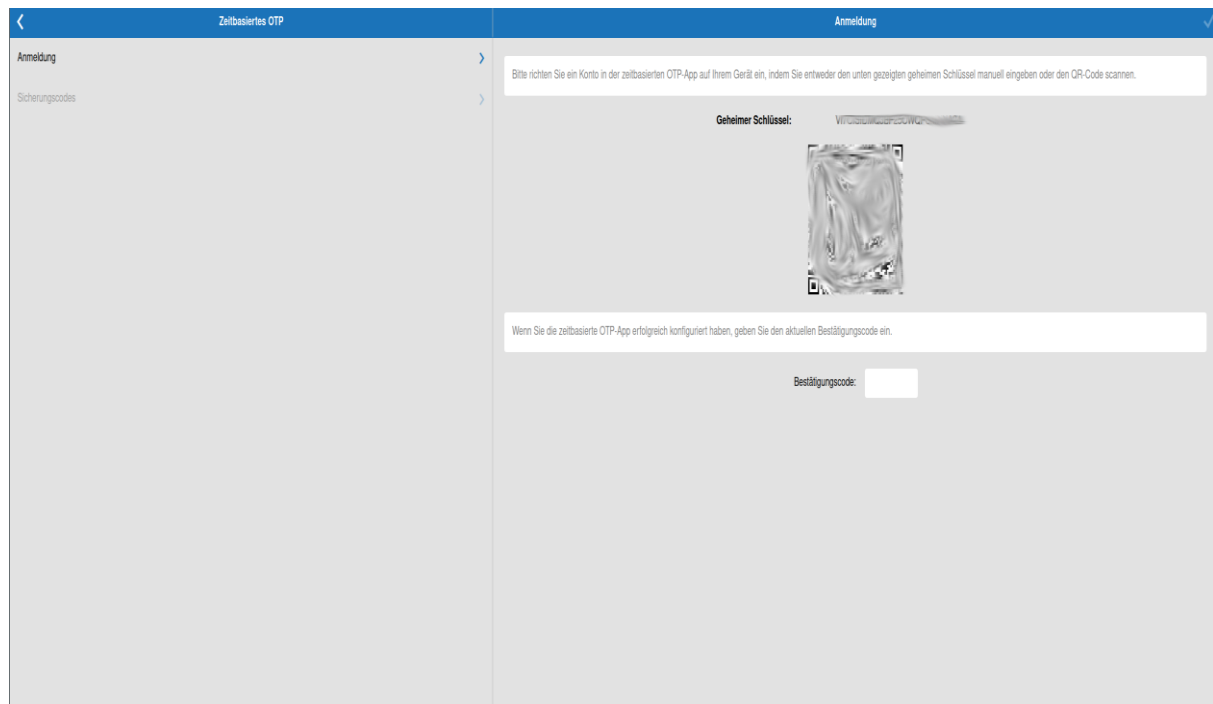 Zeitbasiertes OTP
Anmeldung
Sicherungscodes
Anmeldung
Bitte richten Sie ein Konto in der zeitbasierten OTP-App auf Ihrem Gerät ein, indem Sie entweder den unten gezeigten geheimen Schlüssel manuell eingeben oder den QR-Code scannen.
Geheimer Schlüssel:
Wenn Sie die zeitbasierte OTP-App erfolgreich konfiguriert haben, geben Sie den aktuellen Bestätigungscode ein.
Bestätigungscode: